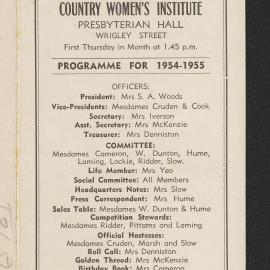 COUNTRY WOMEN'S INSTITUTE
PRESBYTERIAN HALL
WRIGLEY STREET
First Thursday in Month at 1.45 p.m.
PROGRAMME FOR 1954-1955
OFFICERS:
President: Mrs S. A. Woods
Vice-Presidents: Mesdames Cruden & Cook
Secretary: Mrs Iverson
Asst. Secretary: Mrs McKenzie
Treasurer: Mrs Denniston
COMMITTEE:
Mesdames Cameron, W. Dunton, Hume,
Laming, Lockie, Ridder, Slow.
Life Member: Mrs Yeo
Social Committee: All Members
Headquarters Notes: Mrs Slow
Press Correspondent: Mrs Hume
Sales Table: Mesdames W. Dunton & Hume
Competition Stewards:
Mesdames Ridder, Pittams and Laming
Official Hostesses:
Mesdames Cruden, Marsh and Slow
Roll Call: Mrs Denniston
Golden Thread: Mrs McKenzie
Birthday Book: Mrs Cameron